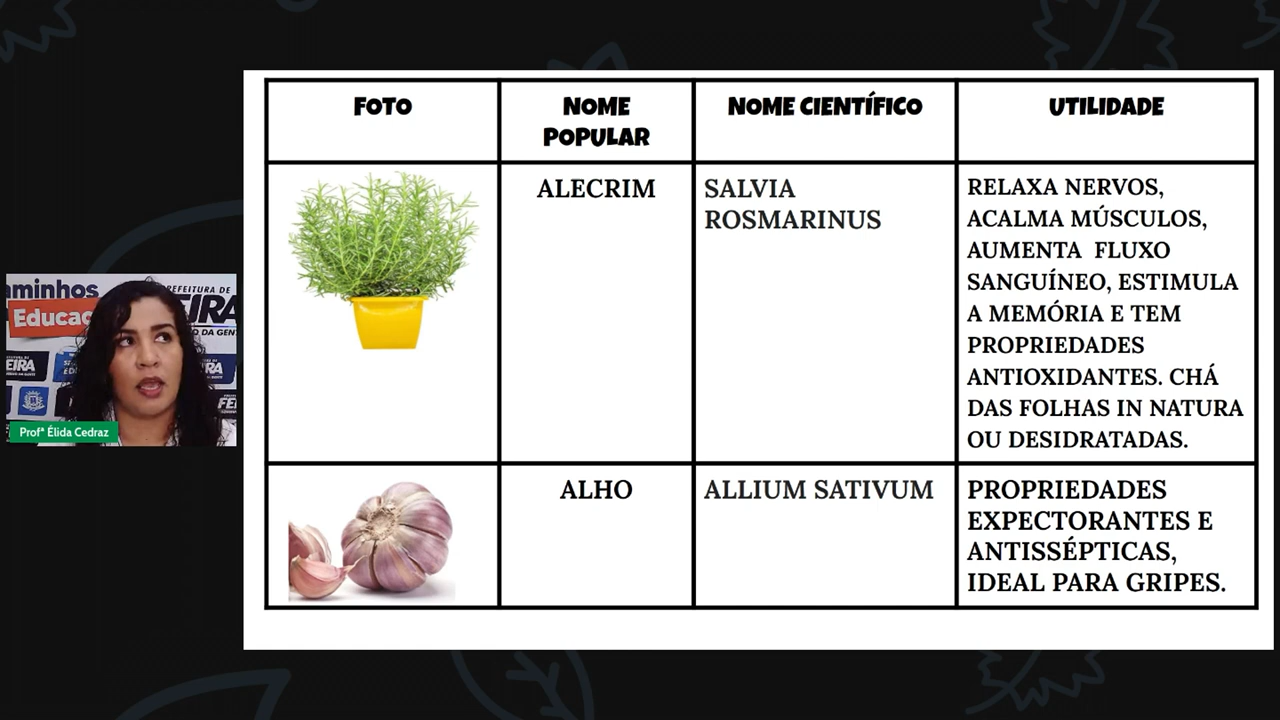 FOTO
NOME
POPULAR
NOME CIENTÍFICO
UTILIDADE
ALECRIM
SALVIA
ROSMARINUS
RELAXA NERVOS,
ACALMA MÚSCULOS,
AUMENTA FLUXO
SANGUÍNEO, ESTIMULA
A MEMÓRIA E TEM
PROPRIEDADES
ANTIOXIDANTES. CHÁ
DAS FOLHAS IN NATURA
OU DESIDRATADAS.
ALHO
ALLIUM SATIVUM
PROPRIEDADES
EXPECTORANTES E
ANTISSÉPTICAS,
IDEAL PARA GRIPES.
aminhos
Educac
PREFEITURA DE
EIRA
Profª Élida Cedraz